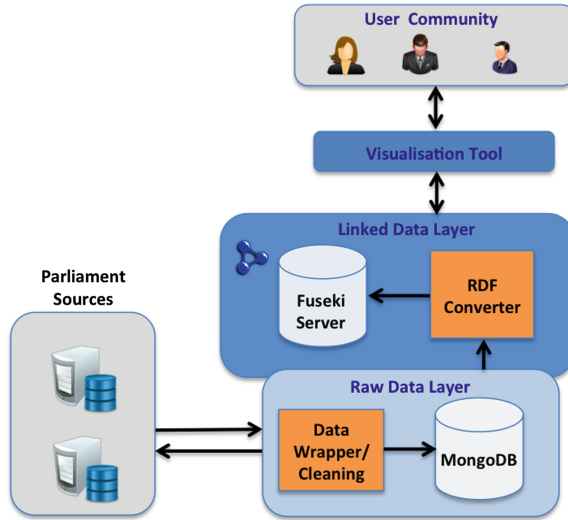 User Community
Visualisation Tool
Linked Data Layer
Fuseki
Server
RDF
Converter
Parliament
Sources
Raw Data Layer
Data
Wrapper/
Cleaning
MongoDB